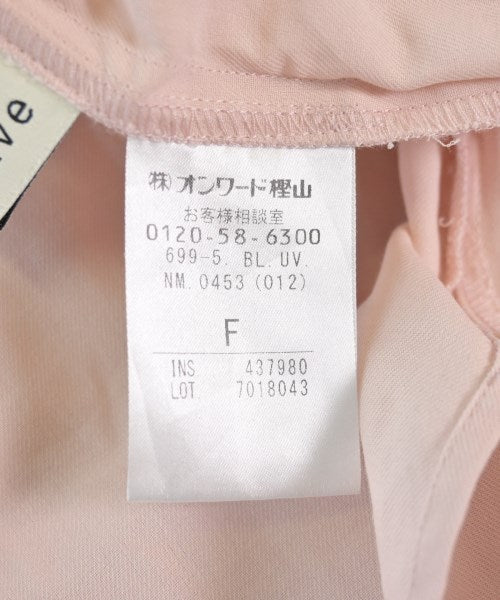 ve
㈱オンワード樫山
お客様相談室
0120-58-6300
699-5. BL. UV.
NM. 0453 (012)
F
INS 437980
LOT. 7018043